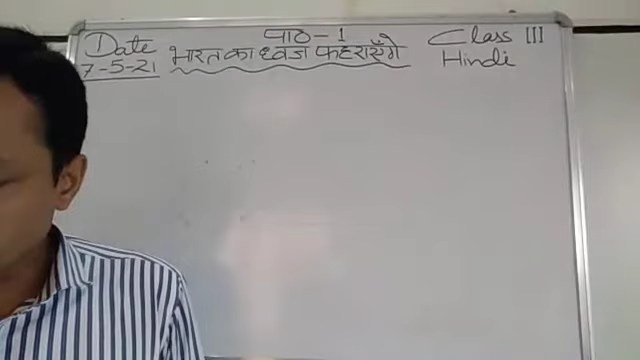 Date
7-5-21
पाठ - 1
भारत का ध्वजा फहराएँगे
Class III
Hindi